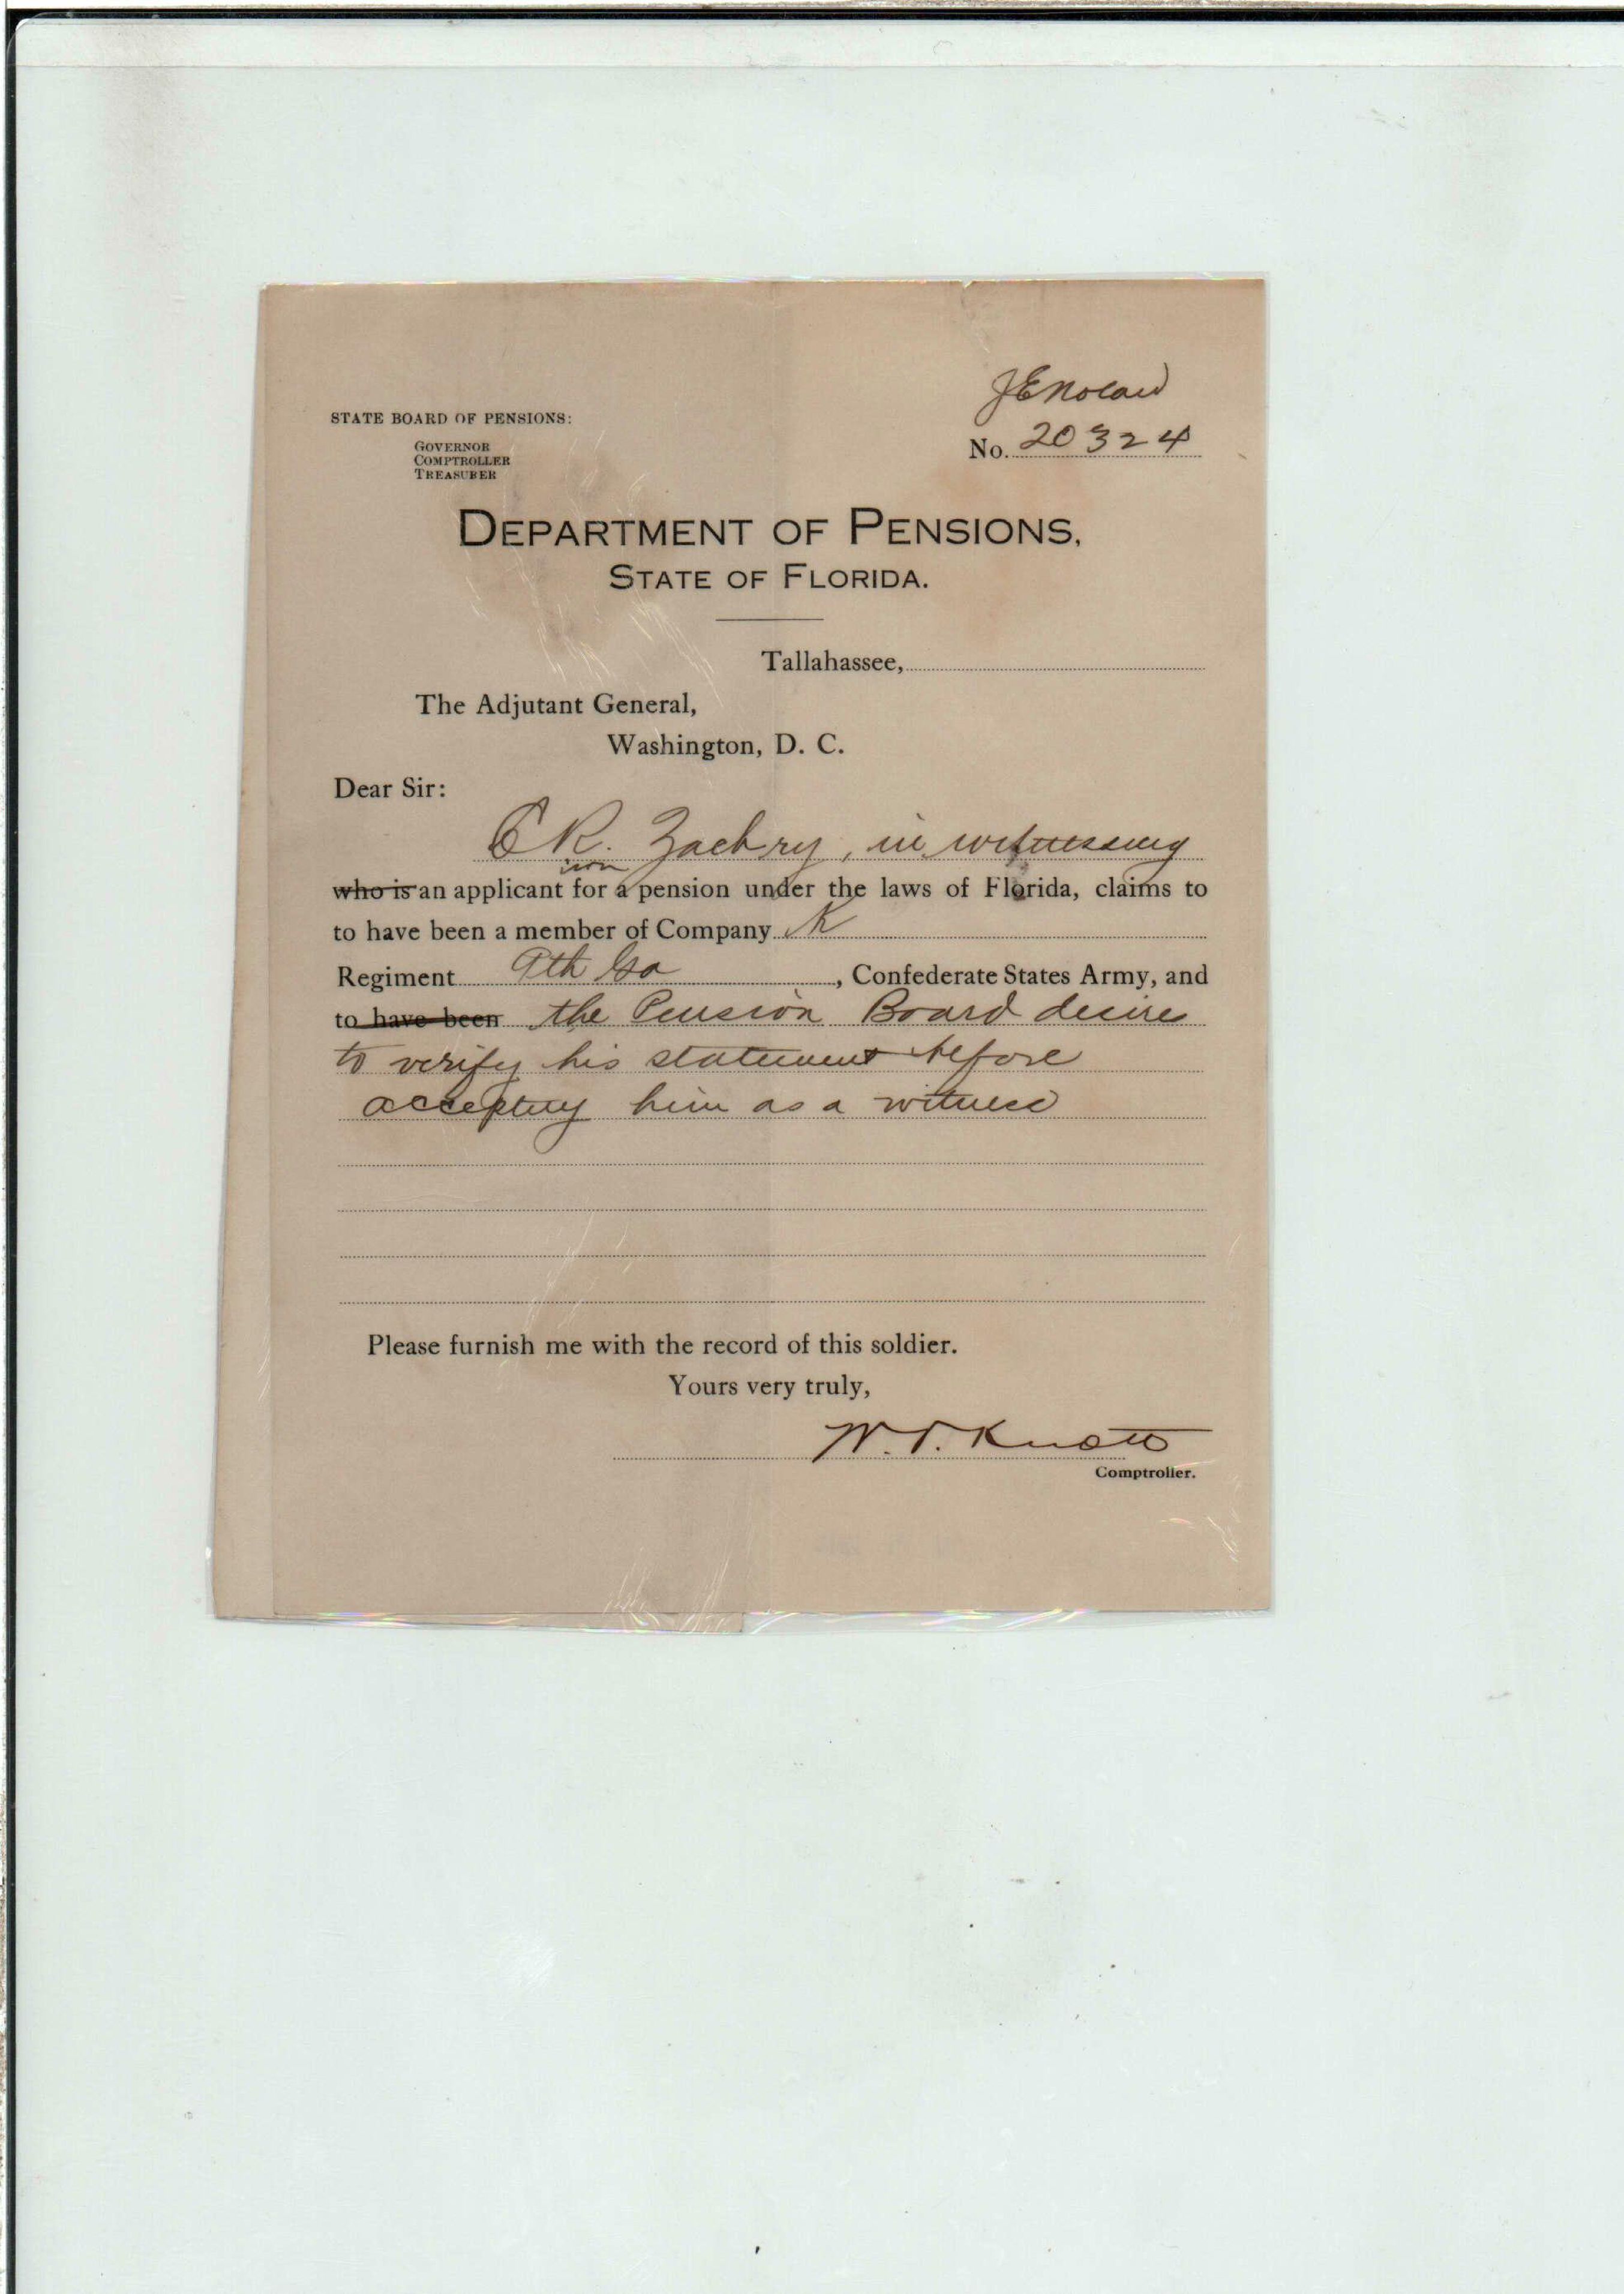 J E Nolan
STATE BOARD OF PENSIONS:
No. 20324
GOVERNOR
COMPTROLLER
TREASURER
DEPARTMENT OF PENSIONS,
STATE OF FLORIDA.
Tallahassee,
The Adjutant General,
Washington, D. C.
Dear Sir:
C R. Zachry, in witnessing
who is an applicant for a pension under the laws of Florida, claims to
to have been a member of Company K
Regiment 9th Ga, Confederate States Army, and
to have been the Pension Board desires
to verify his statement before
accepting him as a witness
Please furnish me with the record of this soldier.
Yours very truly,
W. V. Knott
Comptroller.